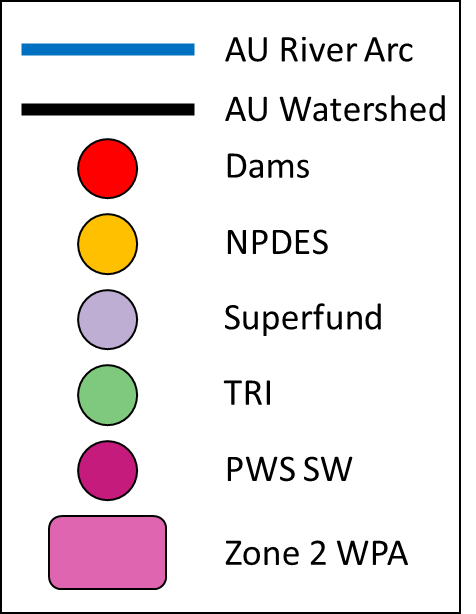 AU River Arc
AU Watershed
Dams
NPDES
Superfund
TRI
PWS SW
Zone 2 WPA